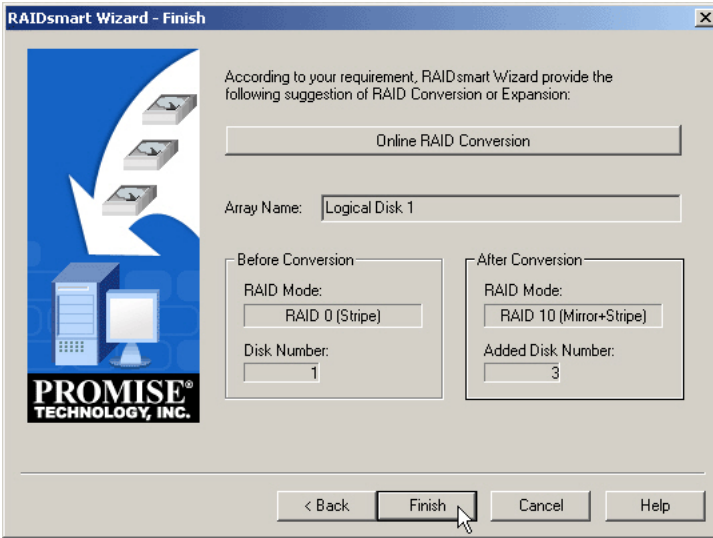 RAIDsmart Wizard - Finish
According to your requirement, RAIDsmart Wizard provide the
following suggestion of RAID Conversion or Expansion:
Online RAID Conversion
Array Name: Logical Disk 1
Before Conversion
RAID Mode:
RAID 0 (Stripe)
Disk Number:
1
After Conversion
RAID Mode:
RAID 10 (Mirror+Stripe)
Added Disk Number:
3
PROMISE®
TECHNOLOGY, INC.
< Back Finish Cancel Help